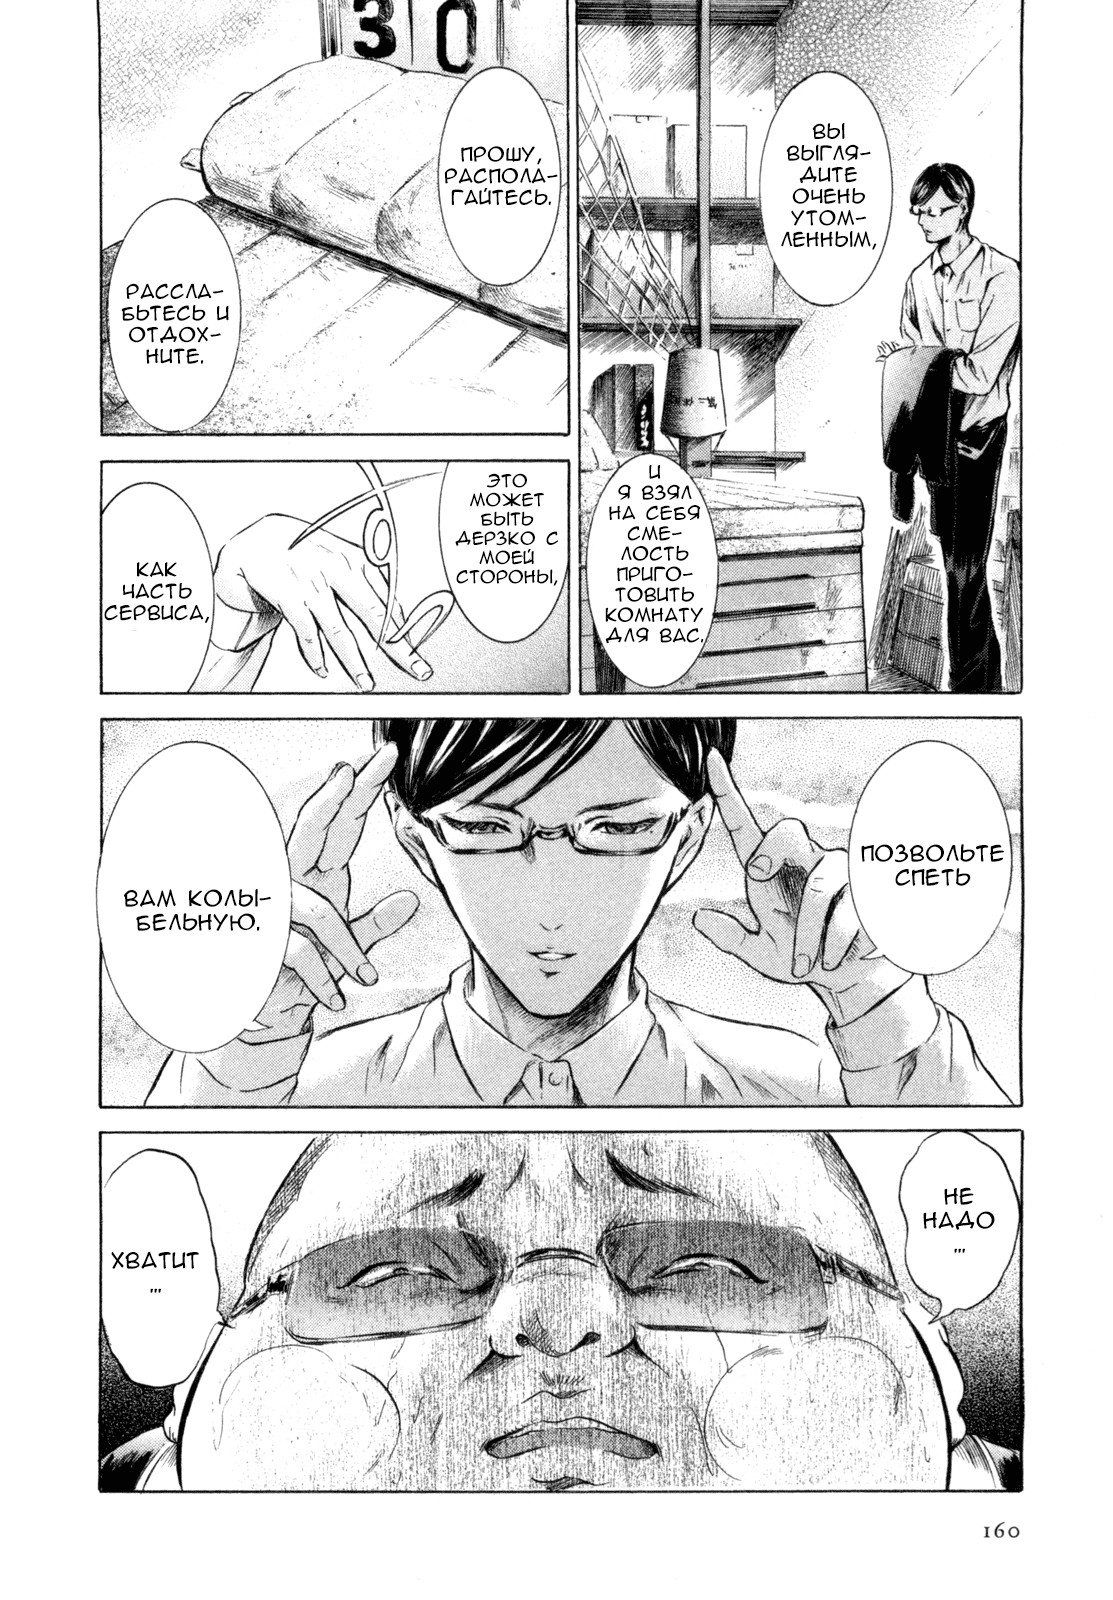 ВЫ
ВЫГЛЯ-
ДИТЕ
ОЧЕНЬ
УТОМ-
ЛЕННЫМ,
И
Я ВЗЯЛ
НА СЕБЯ
СМЕ-
ЛОСТЬ
ПРИГО-
ТОВИТЬ
КОМНАТУ
ДЛЯ ВАС.
30
ПРОШУ,
РАСПОЛА-
ГАЙТЕСЬ.
РАССЛА-
БЬТЕСЬ И
ОТДОХ-
НИТЕ.
ЭТО
МОЖЕТ
БЫТЬ
ДЕРЗКО С
МОЕЙ
СТОРОНЫ,
КАК
ЧАСТЬ
СЕРВИСА,
ПОЗВОЛЬТЕ
СПЕТЬ
ВАМ КОЛЫ-
БЕЛЬНУЮ.
НЕ
НАДО
...
ХВАТИТ
...
160